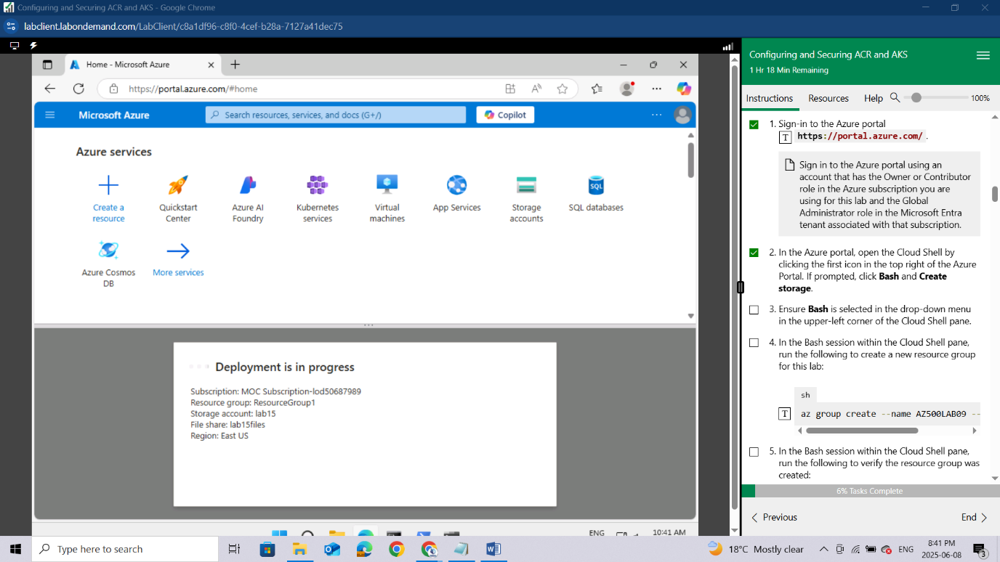 Configuring and Securing ACR and AKS - Google Chrome
labclient.labondemand.com/LabClient/c8a1df96-c8f0-4cef-b28a-7127a41dec75
Home - Microsoft Azure
https://portal.azure.com/#home
Microsoft Azure
Search resources, services, and docs (G+/)
Copilot
Azure services
Create a
resource
Quickstart
Center
Azure AI
Foundry
Kubernetes
services
Virtual
machines
App Services
Storage
accounts
SQL
SQL databases
Azure Cosmos
DB
More services
Deployment is in progress
Subscription: MOC Subscription-lod50687989
Resource group: ResourceGroup1
Storage account: lab15
File share: lab15files
Region: East US
ENG
10:41 AM
Configuring and Securing ACR and AKS
1 Hr 18 Min Remaining
Instructions
Resources
Help
100%
1. Sign-in to the Azure portal
T https://portal.azure.com/ .
Sign in to the Azure portal using an
account that has the Owner or Contributor
role in the Azure subscription you are
using for this lab and the Global
Administrator role in the Microsoft Entra
tenant associated with that subscription.
2. In the Azure portal, open the Cloud Shell by
clicking the first icon in the top right of the Azure
Portal. If prompted, click Bash and Create
storage.
3. Ensure Bash is selected in the drop-down menu
in the upper-left corner of the Cloud Shell pane.
4. In the Bash session within the Cloud Shell pane,
run the following to create a new resource group
for this lab:
sh
T az group create --name AZ500LAB09 --
5. In the Bash session within the Cloud Shell pane,
run the following to verify the resource group was
created:
6% Tasks Complete
Previous
End
Type here to search
18°C Mostly clear
ENG
8:41 PM
2025-06-08
3